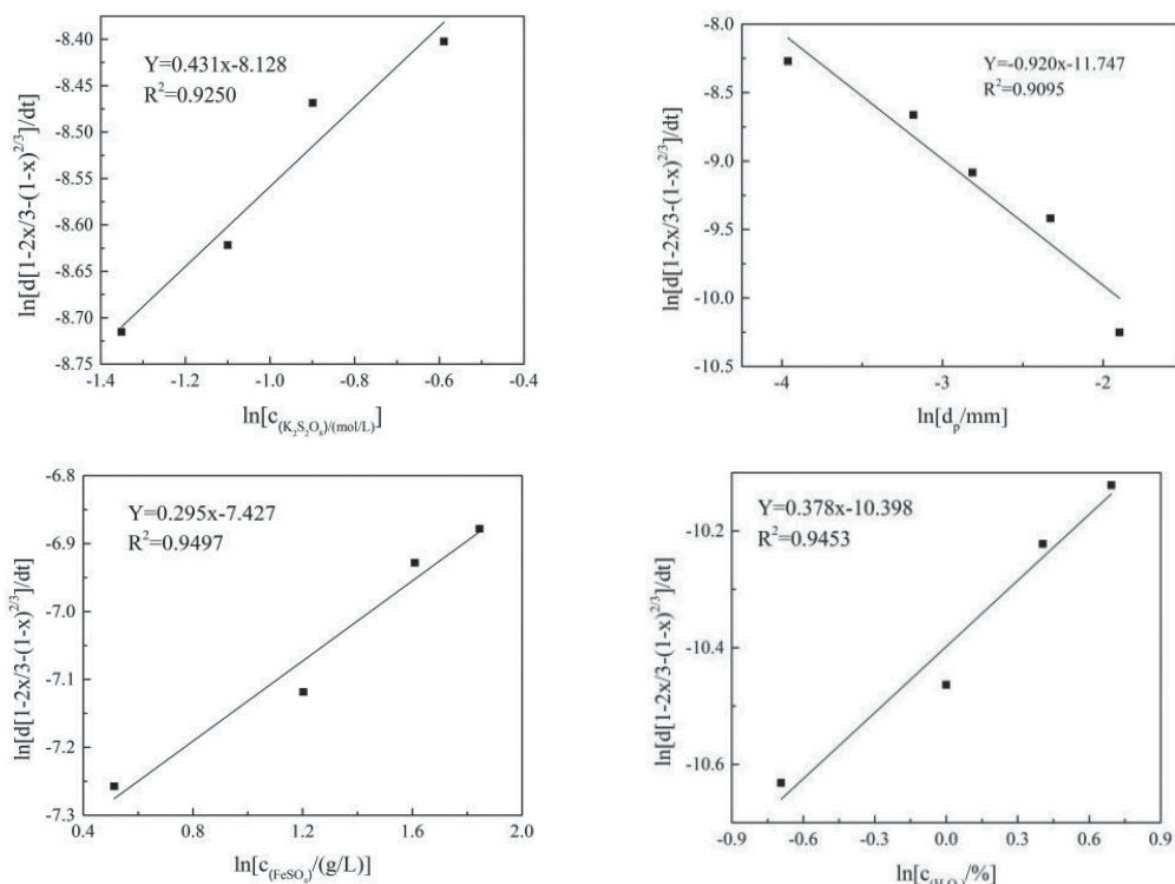 Y=0.431x-8.128
R²=0.9250
ln[d[1-2x/3-(1-x)^2/3]/dt]
-8.40
-8.45
-8.50
-8.55
-8.60
-8.65
-8.70
-8.75
-1.4 -1.2 -1.0 -0.8 -0.6 -0.4
ln[c(K₂S₂O₈)/(mol/L)]
Y=-0.920x-11.747
R²=0.9095
ln[d[1-2x/3-(1-x)^2/3]/dt]
-8.0
-8.5
-9.0
-9.5
-10.0
-10.5
-4 -3 -2
ln[dₚ/mm]
Y=0.295x-7.427
R²=0.9497
ln[d[1-2x/3-(1-x)^2/3]/dt]
-6.8
-6.9
-7.0
-7.1
-7.2
-7.3
0.4 0.8 1.2 1.6 2.0
ln[c(FeSO₄)/(g/L)]
Y=0.378x-10.398
R²=0.9453
ln[d[1-2x/3-(1-x)^2/3]/dt]
-10.2
-10.4
-10.6
-0.9 -0.6 -0.3 0.0 0.3 0.6 0.9
ln[c(H₂O₂)/%]